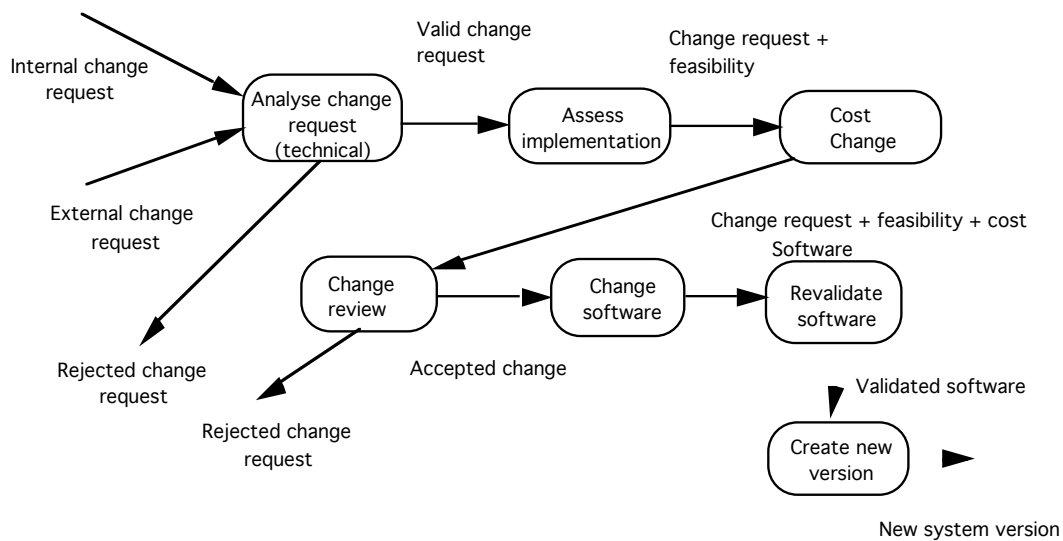 Internal change
request
Valid change
request
Change request +
feasibility
Analyse change
request
(technical)
Assess
implementation
Cost
Change
External change
request
Change request + feasibility + cost
Software
Change
review
Change
software
Revalidate
software
Rejected change
request
Accepted change
Rejected change
request
Validated software
Create new
version
New system version